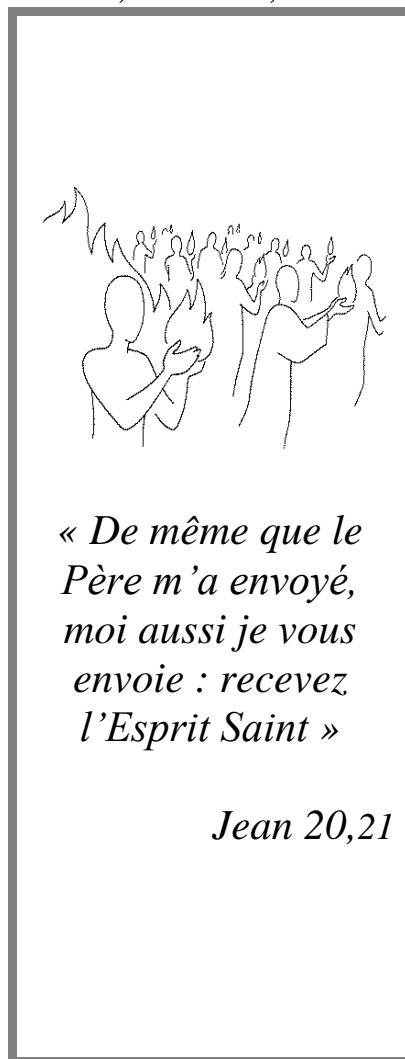 « De même que le
Père m’a envoyé,
moi aussi je vous
envoie : recevez
l’Esprit Saint »
Jean 20,21